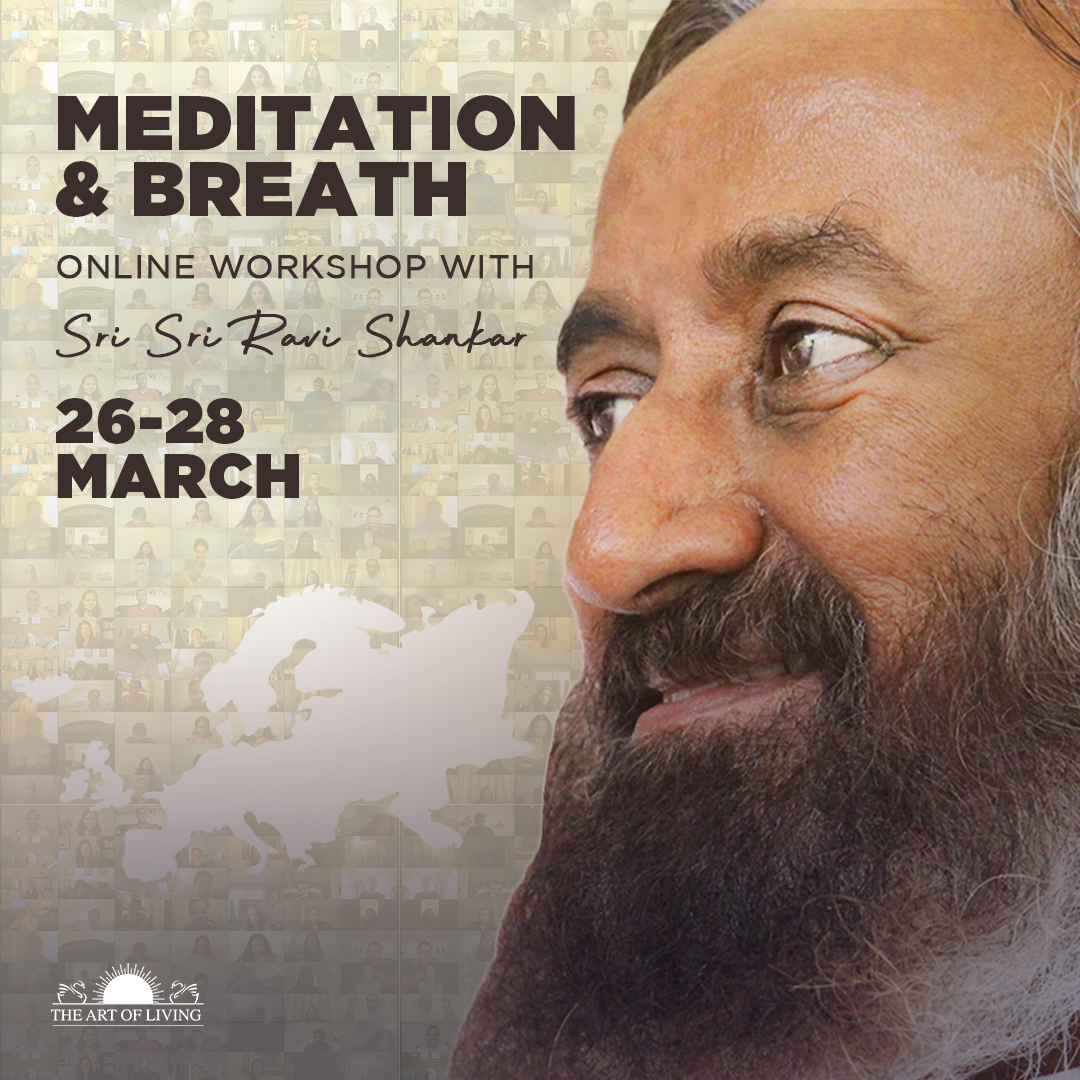 MEDITATION
& BREATH
ONLINE WORKSHOP WITH
Sri Sri Ravi Shankar
26-28
MARCH
THE ART OF LIVING